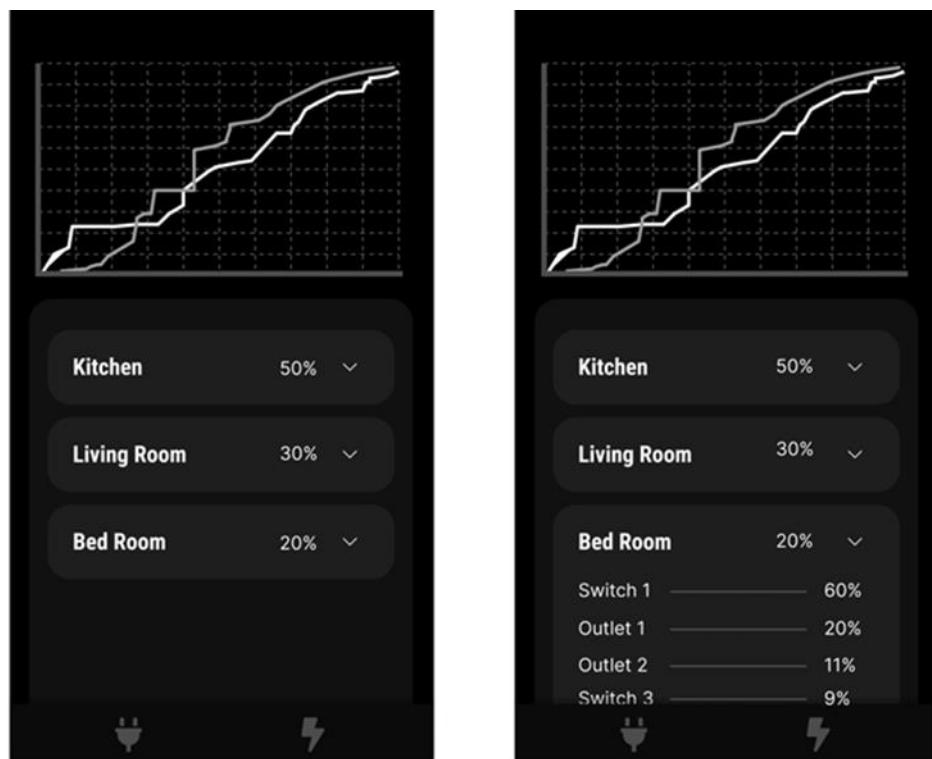 Kitchen 50%
Living Room 30%
Bed Room 20%
Kitchen 50%
Living Room 30%
Bed Room 20%
Switch 1 60%
Outlet 1 20%
Outlet 2 11%
Switch 3 9%